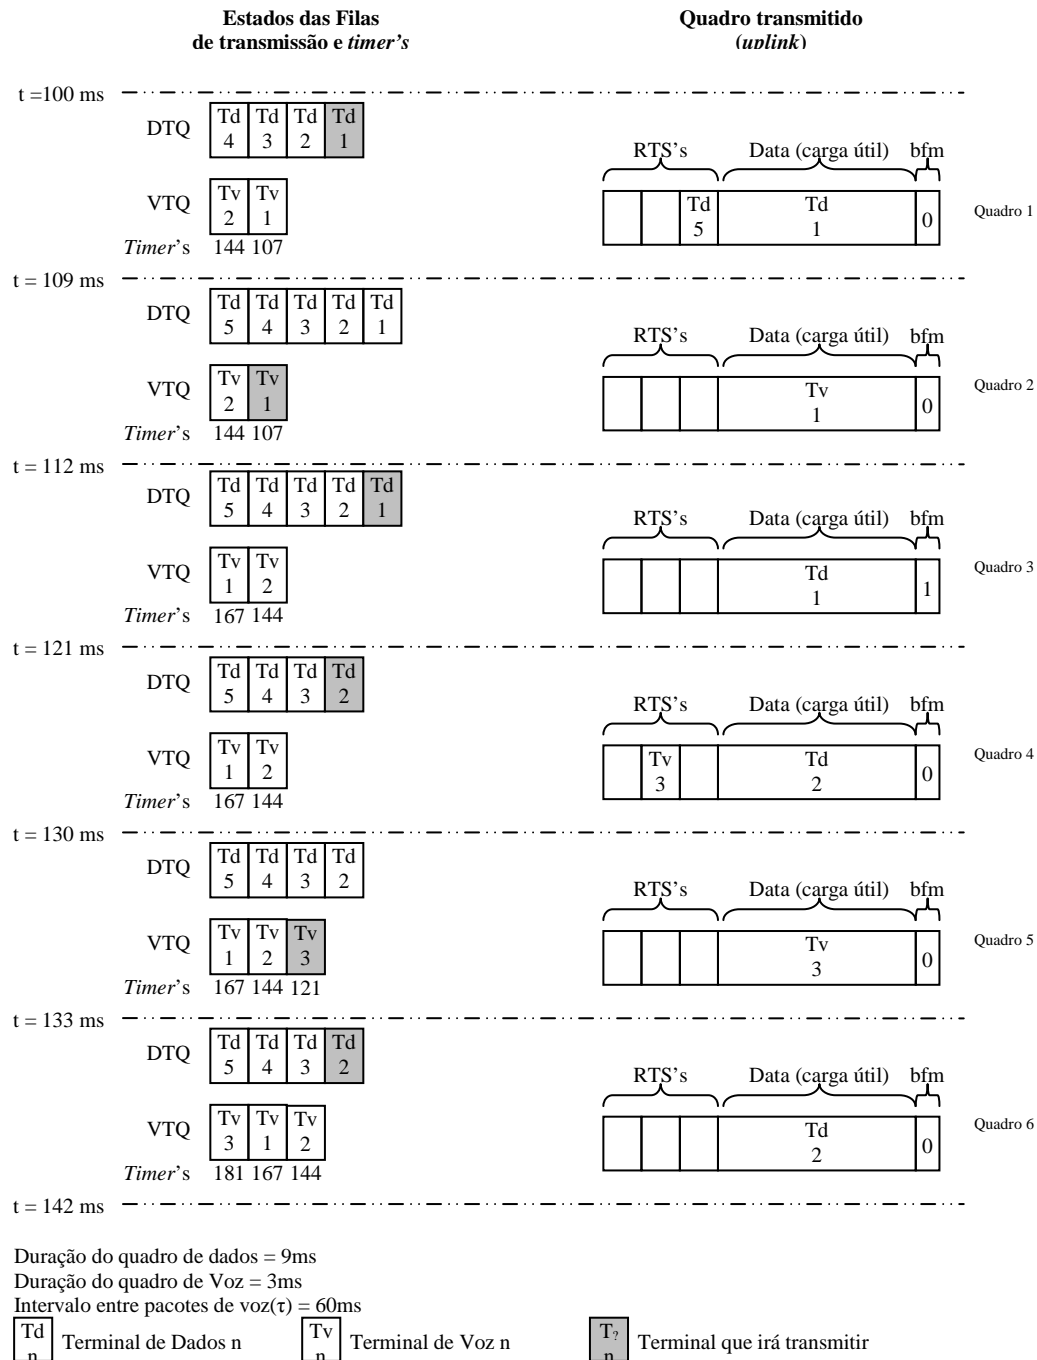 Estados das Filas
de transmissão e timer's
Quadro transmitido
(uplink)
t =100 ms
DTQ
Td 4 Td 3 Td 2 Td 1
VTQ
Tv 2 Tv 1
Timer's 144 107
RTS's Data (carga útil) bfm
Td 5 Td 1 0
Quadro 1
t = 109 ms
DTQ
Td 5 Td 4 Td 3 Td 2 Td 1
VTQ
Tv 2 Tv 1
Timer's 144 107
RTS's Data (carga útil) bfm
Tv 1 0
Quadro 2
t = 112 ms
DTQ
Td 5 Td 4 Td 3 Td 2 Td 1
VTQ
Tv 1 Tv 2
Timer's 167 144
RTS's Data (carga útil) bfm
Td 1 1
Quadro 3
t = 121 ms
DTQ
Td 5 Td 4 Td 3 Td 2
VTQ
Tv 1 Tv 2
Timer's 167 144
RTS's Data (carga útil) bfm
Tv 3 Td 2 0
Quadro 4
t = 130 ms
DTQ
Td 5 Td 4 Td 3 Td 2
VTQ
Tv 1 Tv 2 Tv 3
Timer's 167 144 121
RTS's Data (carga útil) bfm
Tv 3 0
Quadro 5
t = 133 ms
DTQ
Td 5 Td 4 Td 3 Td 2
VTQ
Tv 3 Tv 1 Tv 2
Timer's 181 167 144
RTS's Data (carga útil) bfm
Td 2 0
Quadro 6
t = 142 ms
Duração do quadro de dados = 9ms
Duração do quadro de Voz = 3ms
Intervalo entre pacotes de voz(τ) = 60ms
Td n Terminal de Dados n
Tv n Terminal de Voz n
T? n Terminal que irá transmitir